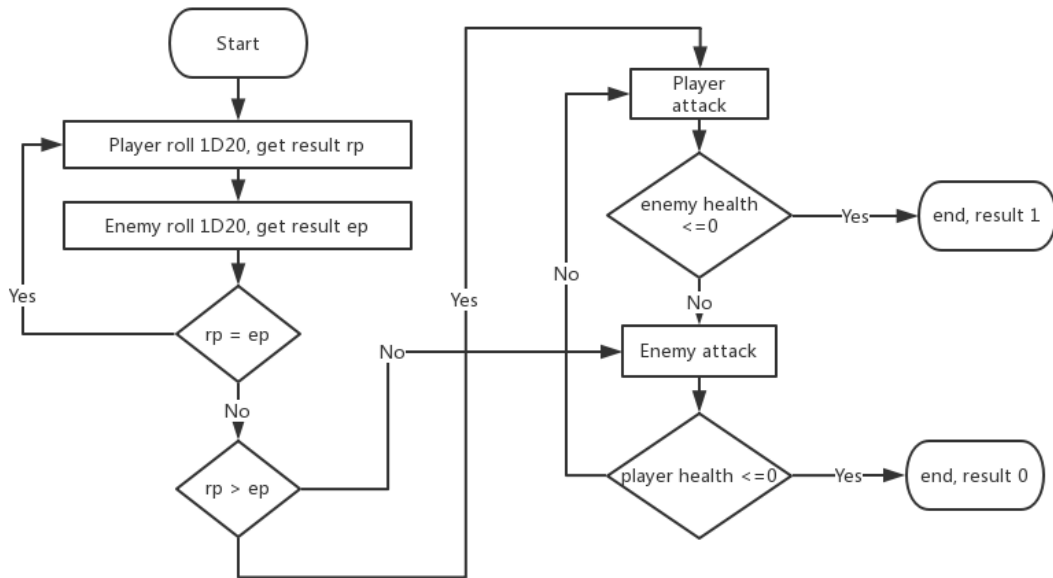 Start
Player roll 1D20, get result rp
Enemy roll 1D20, get result ep
Yes
rp = ep
No
rp > ep
No
Yes
Player
attack
enemy health
<=0
Yes
end, result 1
No
No
Enemy attack
player health <=0
Yes
end, result 0